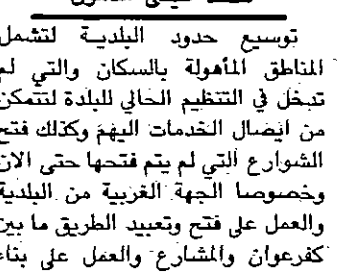 توسيع حدود البلدية لتشمل
المناطق المأهولة بالسكان والتي لم
تدخل في التنظيم الحالي للبلدة لتتمكن
من ايصال الخدمات اليهم وكذلك فتح
الشوارع التي لم يتم فتحها حتى الان
وخصوصا الجهة الغربية من البلدية
والعمل على فتح وتعبيد الطريق ما بين
كفرعوان والمشارع والعمل على بناء